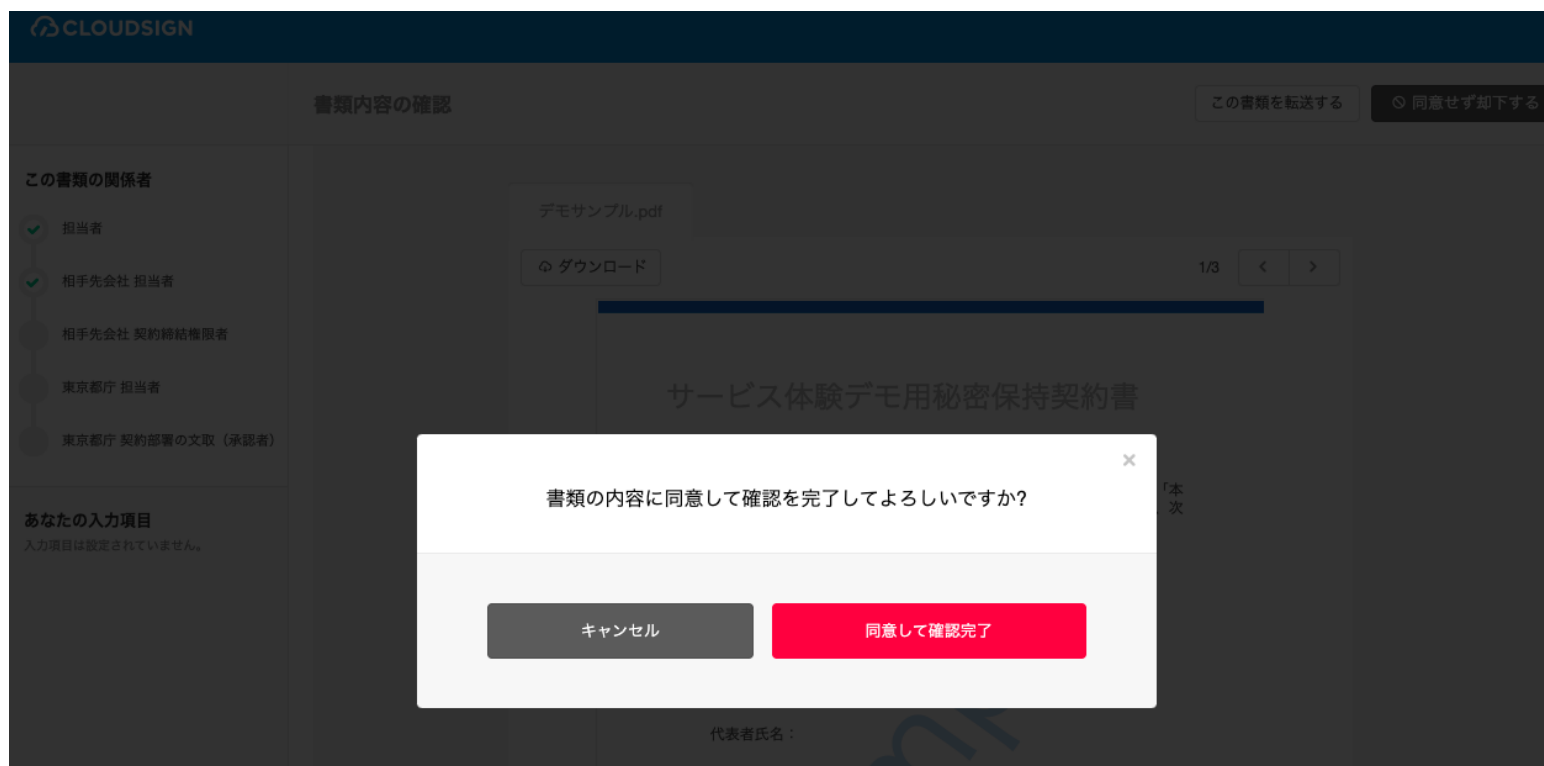 CLOUDSIGN
書類内容の確認
この書類を転送する
同意せず却下する
この書類の関係者
担当者
相手先会社 担当者
相手先会社 契約締結権限者
東京都庁 担当者
東京都庁 契約部署の文取（承認者）
あなたの入力項目
入力項目は設定されていません。
デモサンプル.pdf
ダウンロード
1/3
サービス体験デモ用秘密保持契約書
「本
、次
×
書類の内容に同意して確認を完了してよろしいですか?
キャンセル
同意して確認完了
代表者氏名：